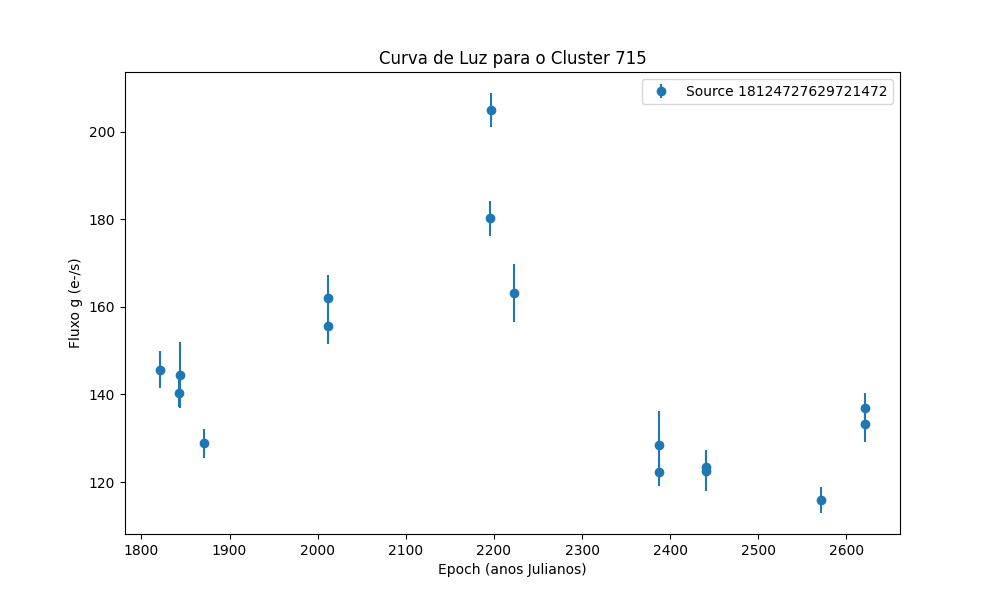 Curva de Luz para o Cluster 715
Source 18124727629721472
Fluxo g (e-/s)
200
180
160
140
120
1800 1900 2000 2100 2200 2300 2400 2500 2600
Epoch (anos Julianos)